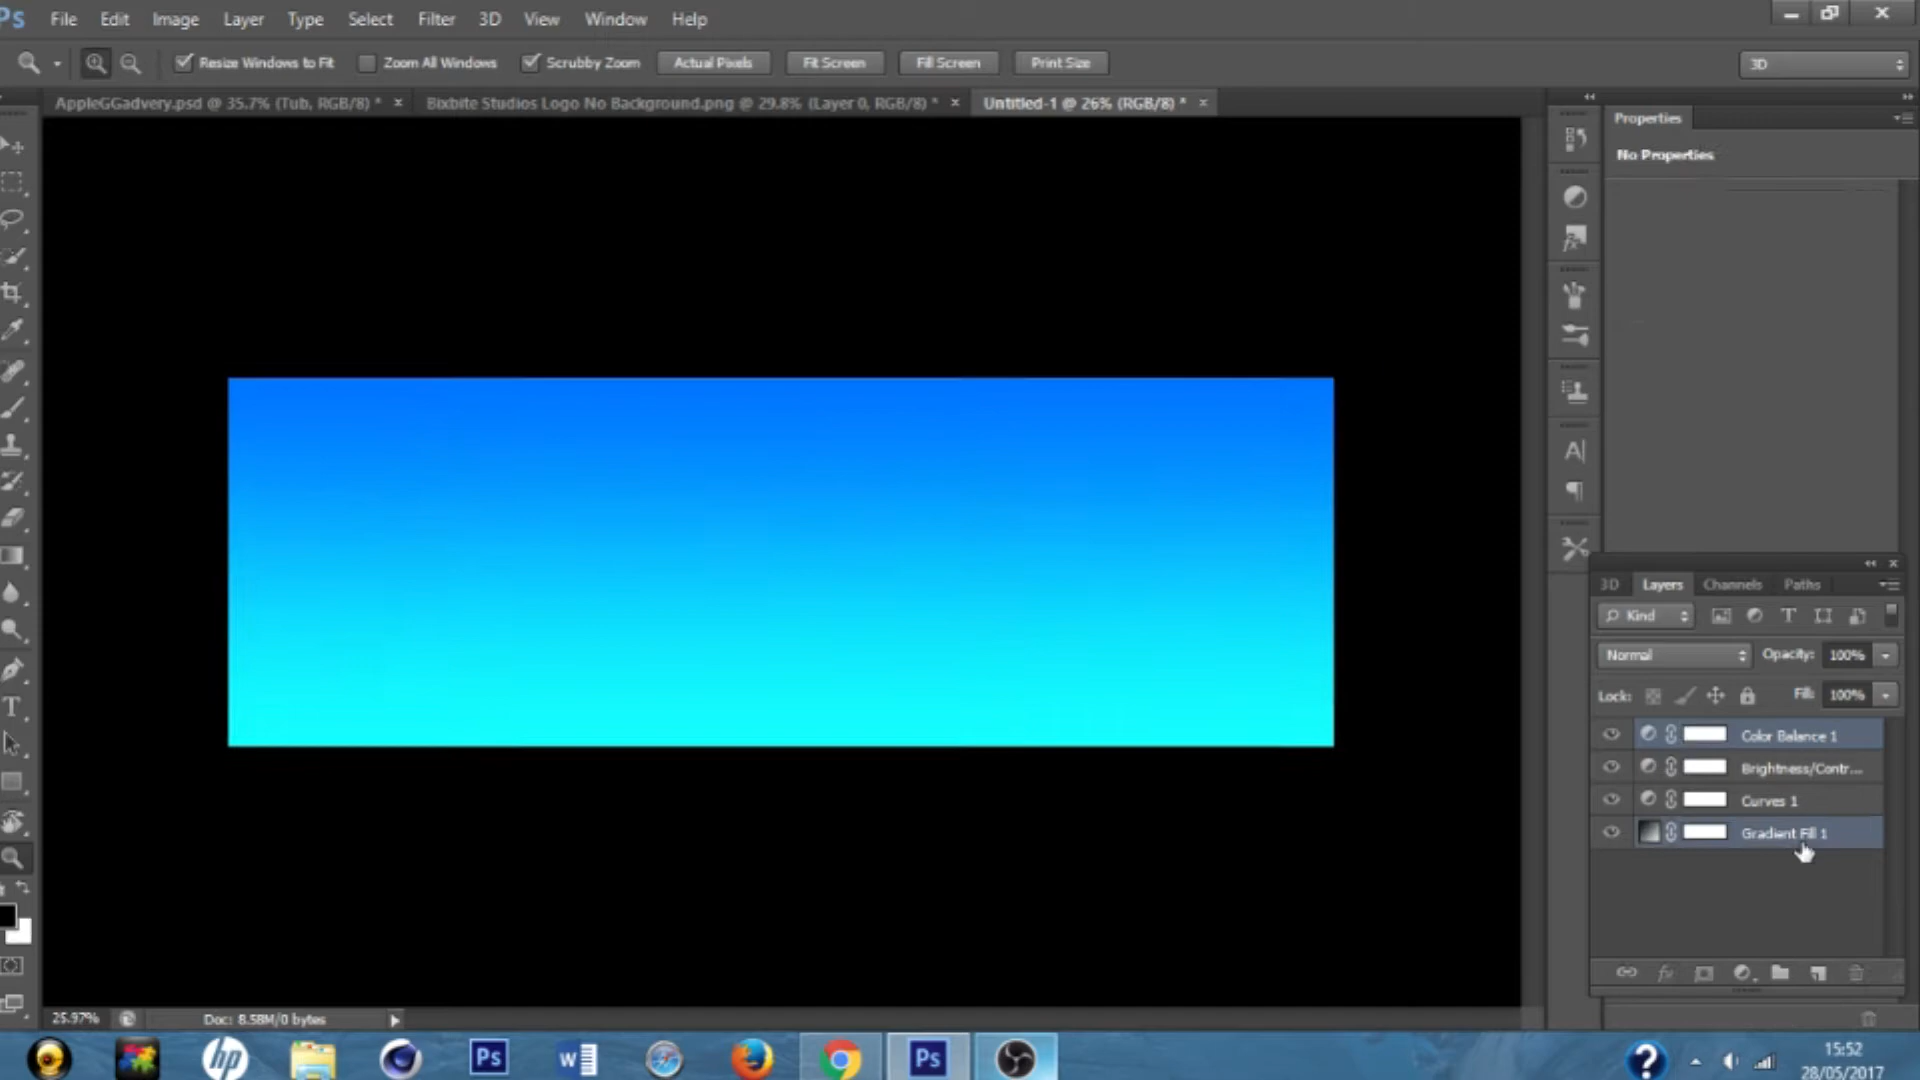 Ps File Edit Image Layer Type Select Filter 3D View Window Help
Resize Windows to Fit Zoom All Windows Scrubby Zoom Actual Pixels Fit Screen Fill Screen Print Size 3D
AppleGGadvery.psd @ 35.7% (Tub, RGB/8) * × Bixbite Studios Logo No Background.png @ 29.8% (Layer 0, RGB/8) * × Untitled-1 @ 26% (RGB/8) * ×
Properties
No Properties
3D Layers Channels Paths
Kind
Normal Opacity: 100%
Lock: Fill: 100%
Color Balance 1
Brightness/Contr...
Curves 1
Gradient Fill 1
25.97% Doc: 8.58M/0 bytes
hp Ps W Ps ? 15:52
28/05/2017